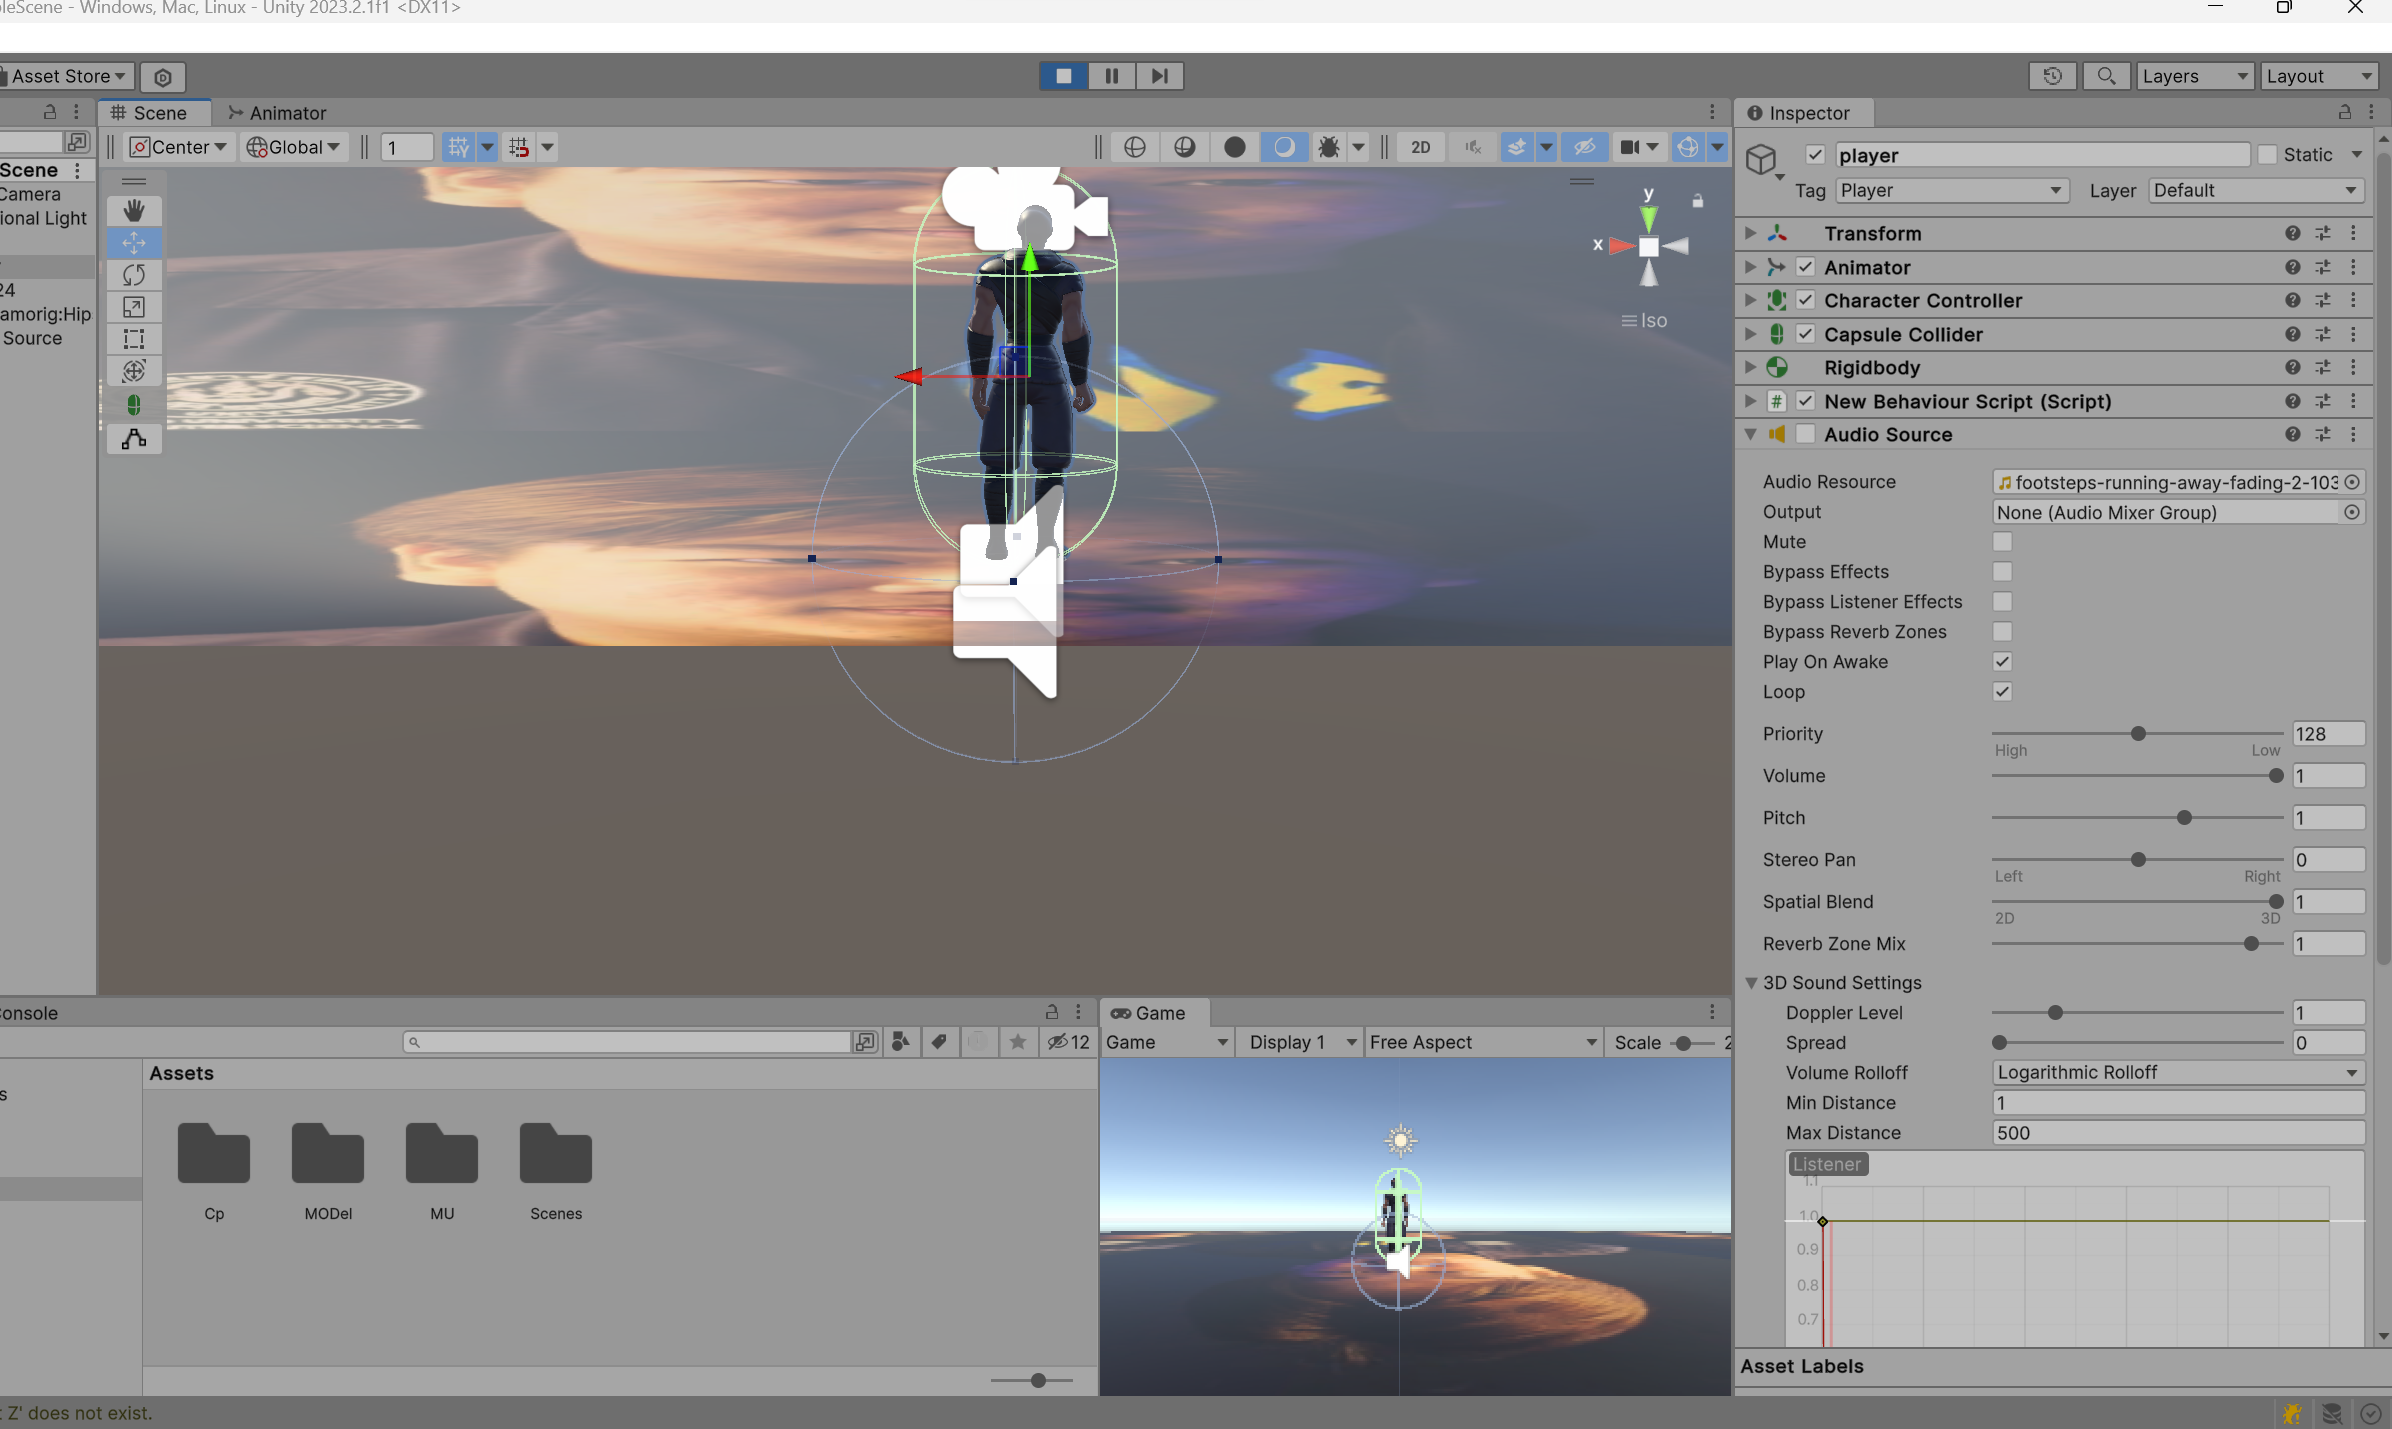 leScene - Windows, Mac, Linux - Unity 2023.2.1f1 <DX11>
Asset Store
Layers
Layout
Scene
Animator
Inspector
Center
Global
1
2D
player
Static
Tag
Player
Layer
Default
Scene
Camera
ional Light
24
amorig:Hip
Source
y
x
Iso
Transform
Animator
Character Controller
Capsule Collider
Rigidbody
New Behaviour Script (Script)
Audio Source
Audio Resource
footsteps-running-away-fading-2-103
Output
None (Audio Mixer Group)
Mute
Bypass Effects
Bypass Listener Effects
Bypass Reverb Zones
Play On Awake
Loop
Priority
128
High
Low
Volume
1
Pitch
1
Stereo Pan
0
Left
Right
Spatial Blend
1
2D
3D
Reverb Zone Mix
1
3D Sound Settings
Doppler Level
1
Spread
0
Volume Rolloff
Logarithmic Rolloff
Min Distance
1
Max Distance
500
Listener
1.1
1.0
0.9
0.8
0.7
Asset Labels
onsole
12
Assets
s
Cp
MODel
MU
Scenes
Game
Game
Display 1
Free Aspect
Scale
2
: Z' does not exist.